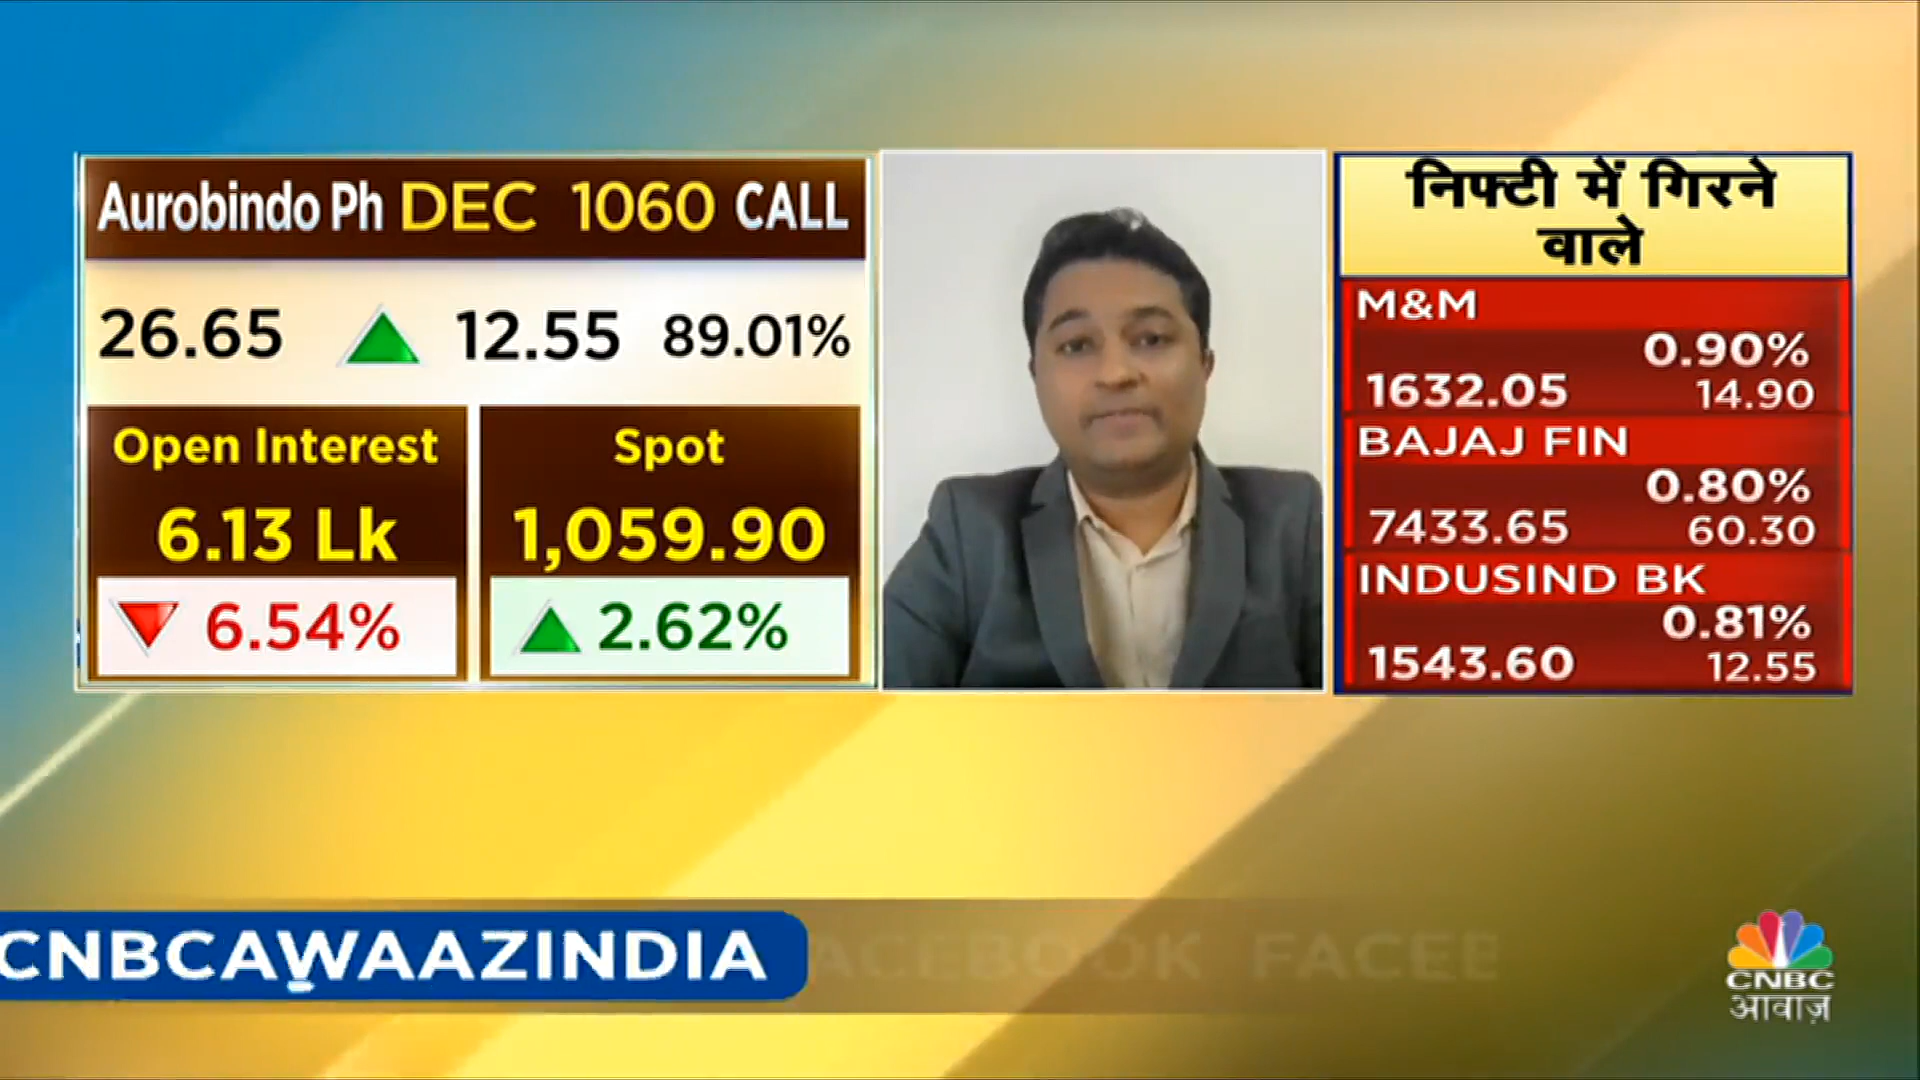 Aurobindo Ph DEC 1060 CALL
26.65 12.55 89.01%
Open Interest
6.13 Lk
6.54%
Spot
1,059.90
2.62%
निफ्टी में गिरने
वाले
M&M
0.90%
1632.05 14.90
BAJAJ FIN
0.80%
7433.65 60.30
INDUSIND BK
0.81%
1543.60 12.55
CNBCAWAAZINDIA
ACEBOOK FACEB
CNBC
आवाज़